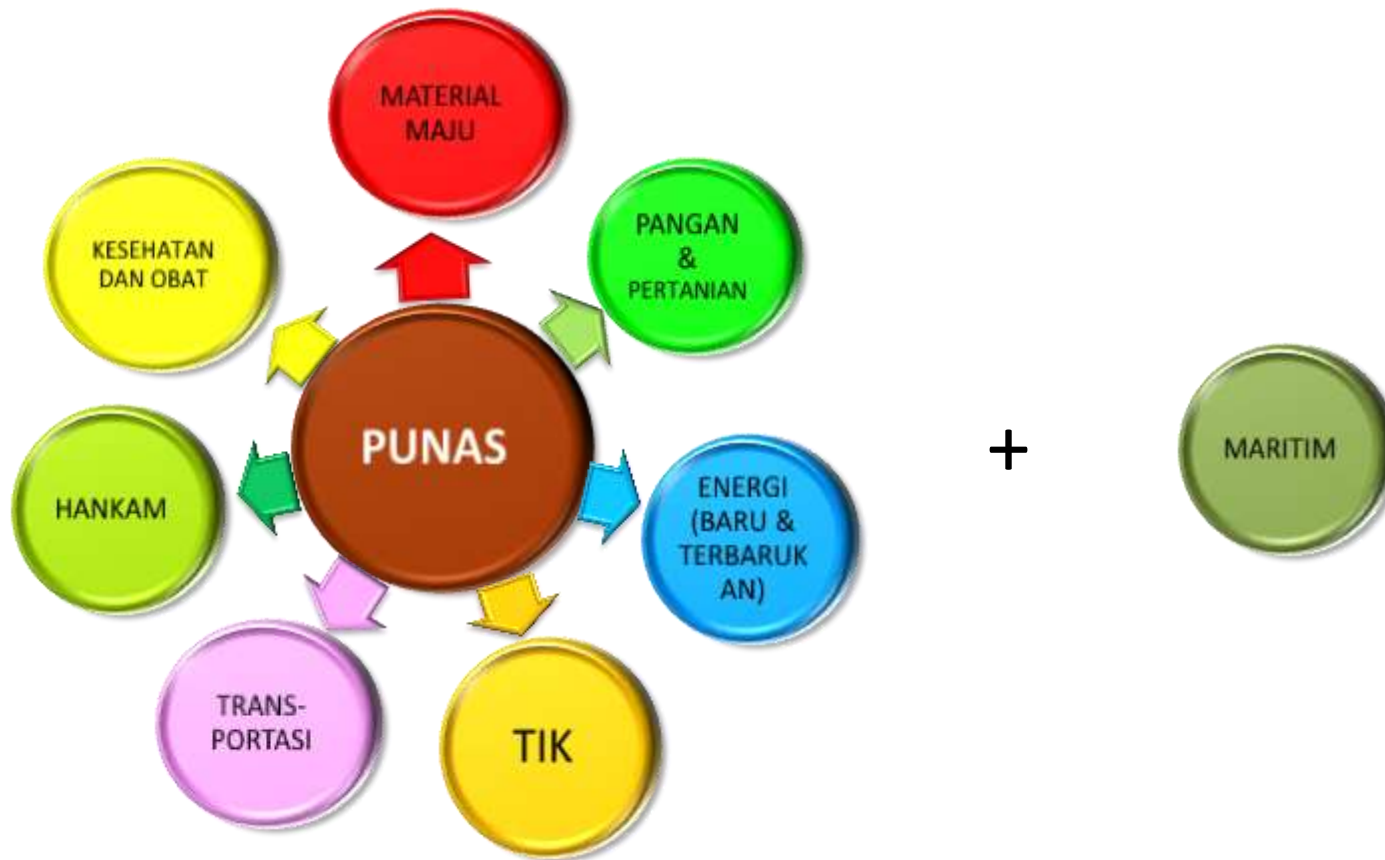 MATERIAL
MAJU
PANGAN
&
PERTANIAN
KESEHATAN
DAN OBAT
PUNAS
HANKAM
ENERGI
(BARU &
TERBARUK
AN)
TRANS-
PORTASI
TIK
+
MARITIM